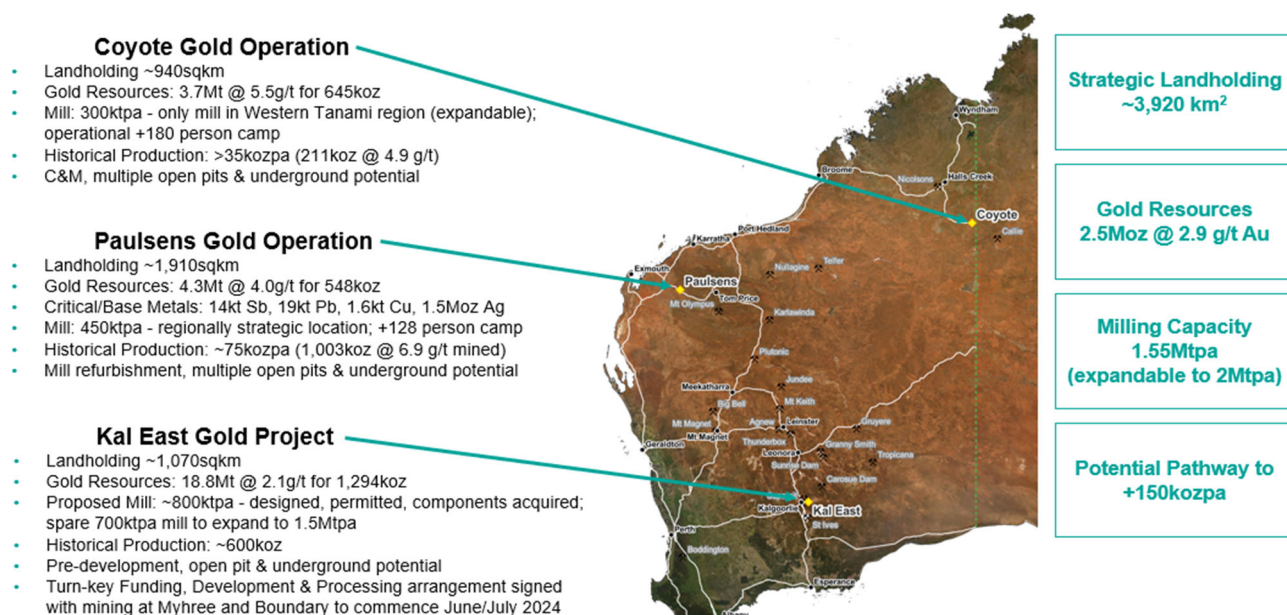 Coyote Gold Operation
• Landholding ~940sqkm
• Gold Resources: 3.7Mt @ 5.5g/t for 645koz
• Mill: 300ktpa - only mill in Western Tanami region (expandable);
operational +180 person camp
• Historical Production: >35kozpa (211koz @ 4.9 g/t)
• C&M, multiple open pits & underground potential
Paulsens Gold Operation
• Landholding ~1,910sqkm
• Gold Resources: 4.3Mt @ 4.0g/t for 548koz
• Critical/Base Metals: 14kt Sb, 19kt Pb, 1.6kt Cu, 1.5Moz Ag
• Mill: 450ktpa - regionally strategic location; +128 person camp
• Historical Production: ~75kozpa (1,003koz @ 6.9 g/t mined)
• Mill refurbishment, multiple open pits & underground potential
Kal East Gold Project
• Landholding ~1,070sqkm
• Gold Resources: 18.8Mt @ 2.1g/t for 1,294koz
• Proposed Mill: ~800ktpa - designed, permitted, components acquired;
spare 700ktpa mill to expand to 1.5Mtpa
• Historical Production: ~600koz
• Pre-development, open pit & underground potential
• Turn-key Funding, Development & Processing arrangement signed
with mining at Myhree and Boundary to commence June/July 2024
Wyndham
Broome
Nicolsons
Halls Creek
Coyote
Callie
Port Hedland
Karratha
Exmouth
Nullagine
Telfer
Paulsens
Tom Price
Mt Olympus
Karlawinda
Plutonic
Meekatharra
Jundee
Big Bell
Mt Keith
Mt Magnet
Agnew
Leinster
Gruyere
Mt Magnet
Thunderbox
Granny Smith
Geraldton
Leonora
Sunrise Dam
Tropicana
Carosue Dam
Kalgoorlie
Kal East
St Ives
Perth
Boddington
Esperance
Albany
Strategic Landholding
~3,920 km²
Gold Resources
2.5Moz @ 2.9 g/t Au
Milling Capacity
1.55Mtpa
(expandable to 2Mtpa)
Potential Pathway to
+150kozpa